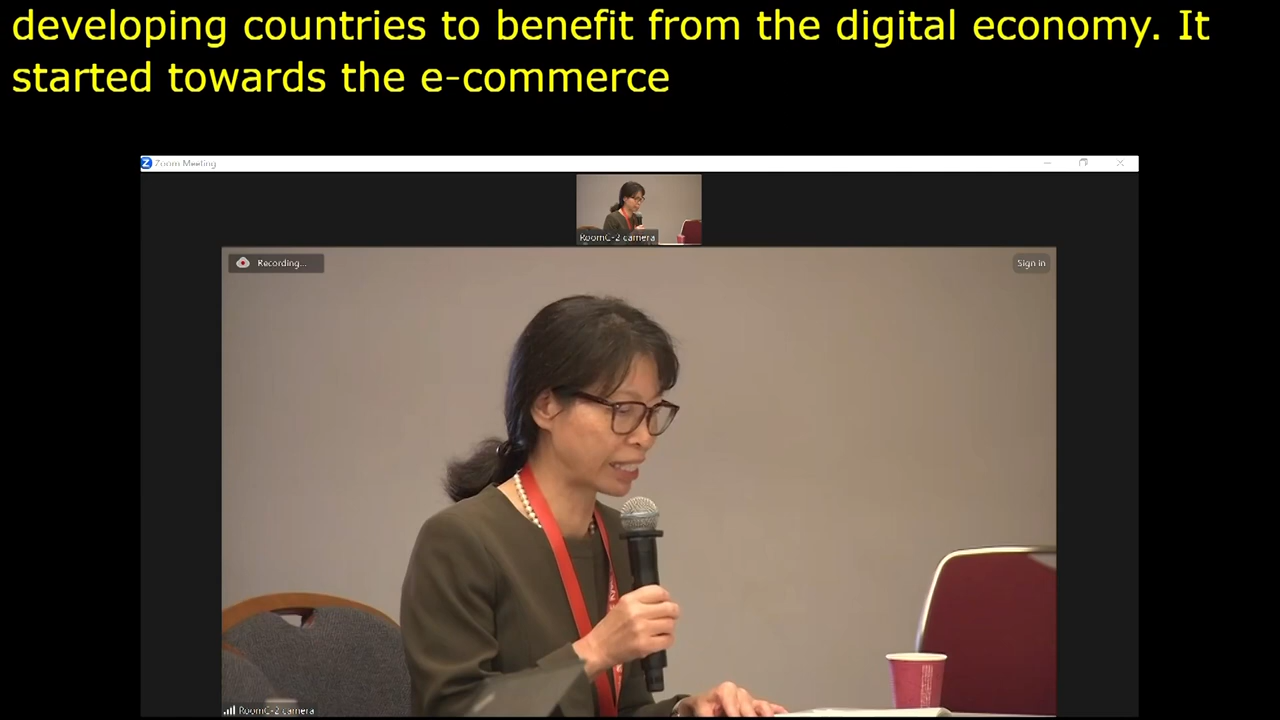 developing countries to benefit from the digital economy. It
started towards the e-commerce
Zoom Meeting
RoomC-2 camera
Recording...
Sign in
RoomC-2 camera